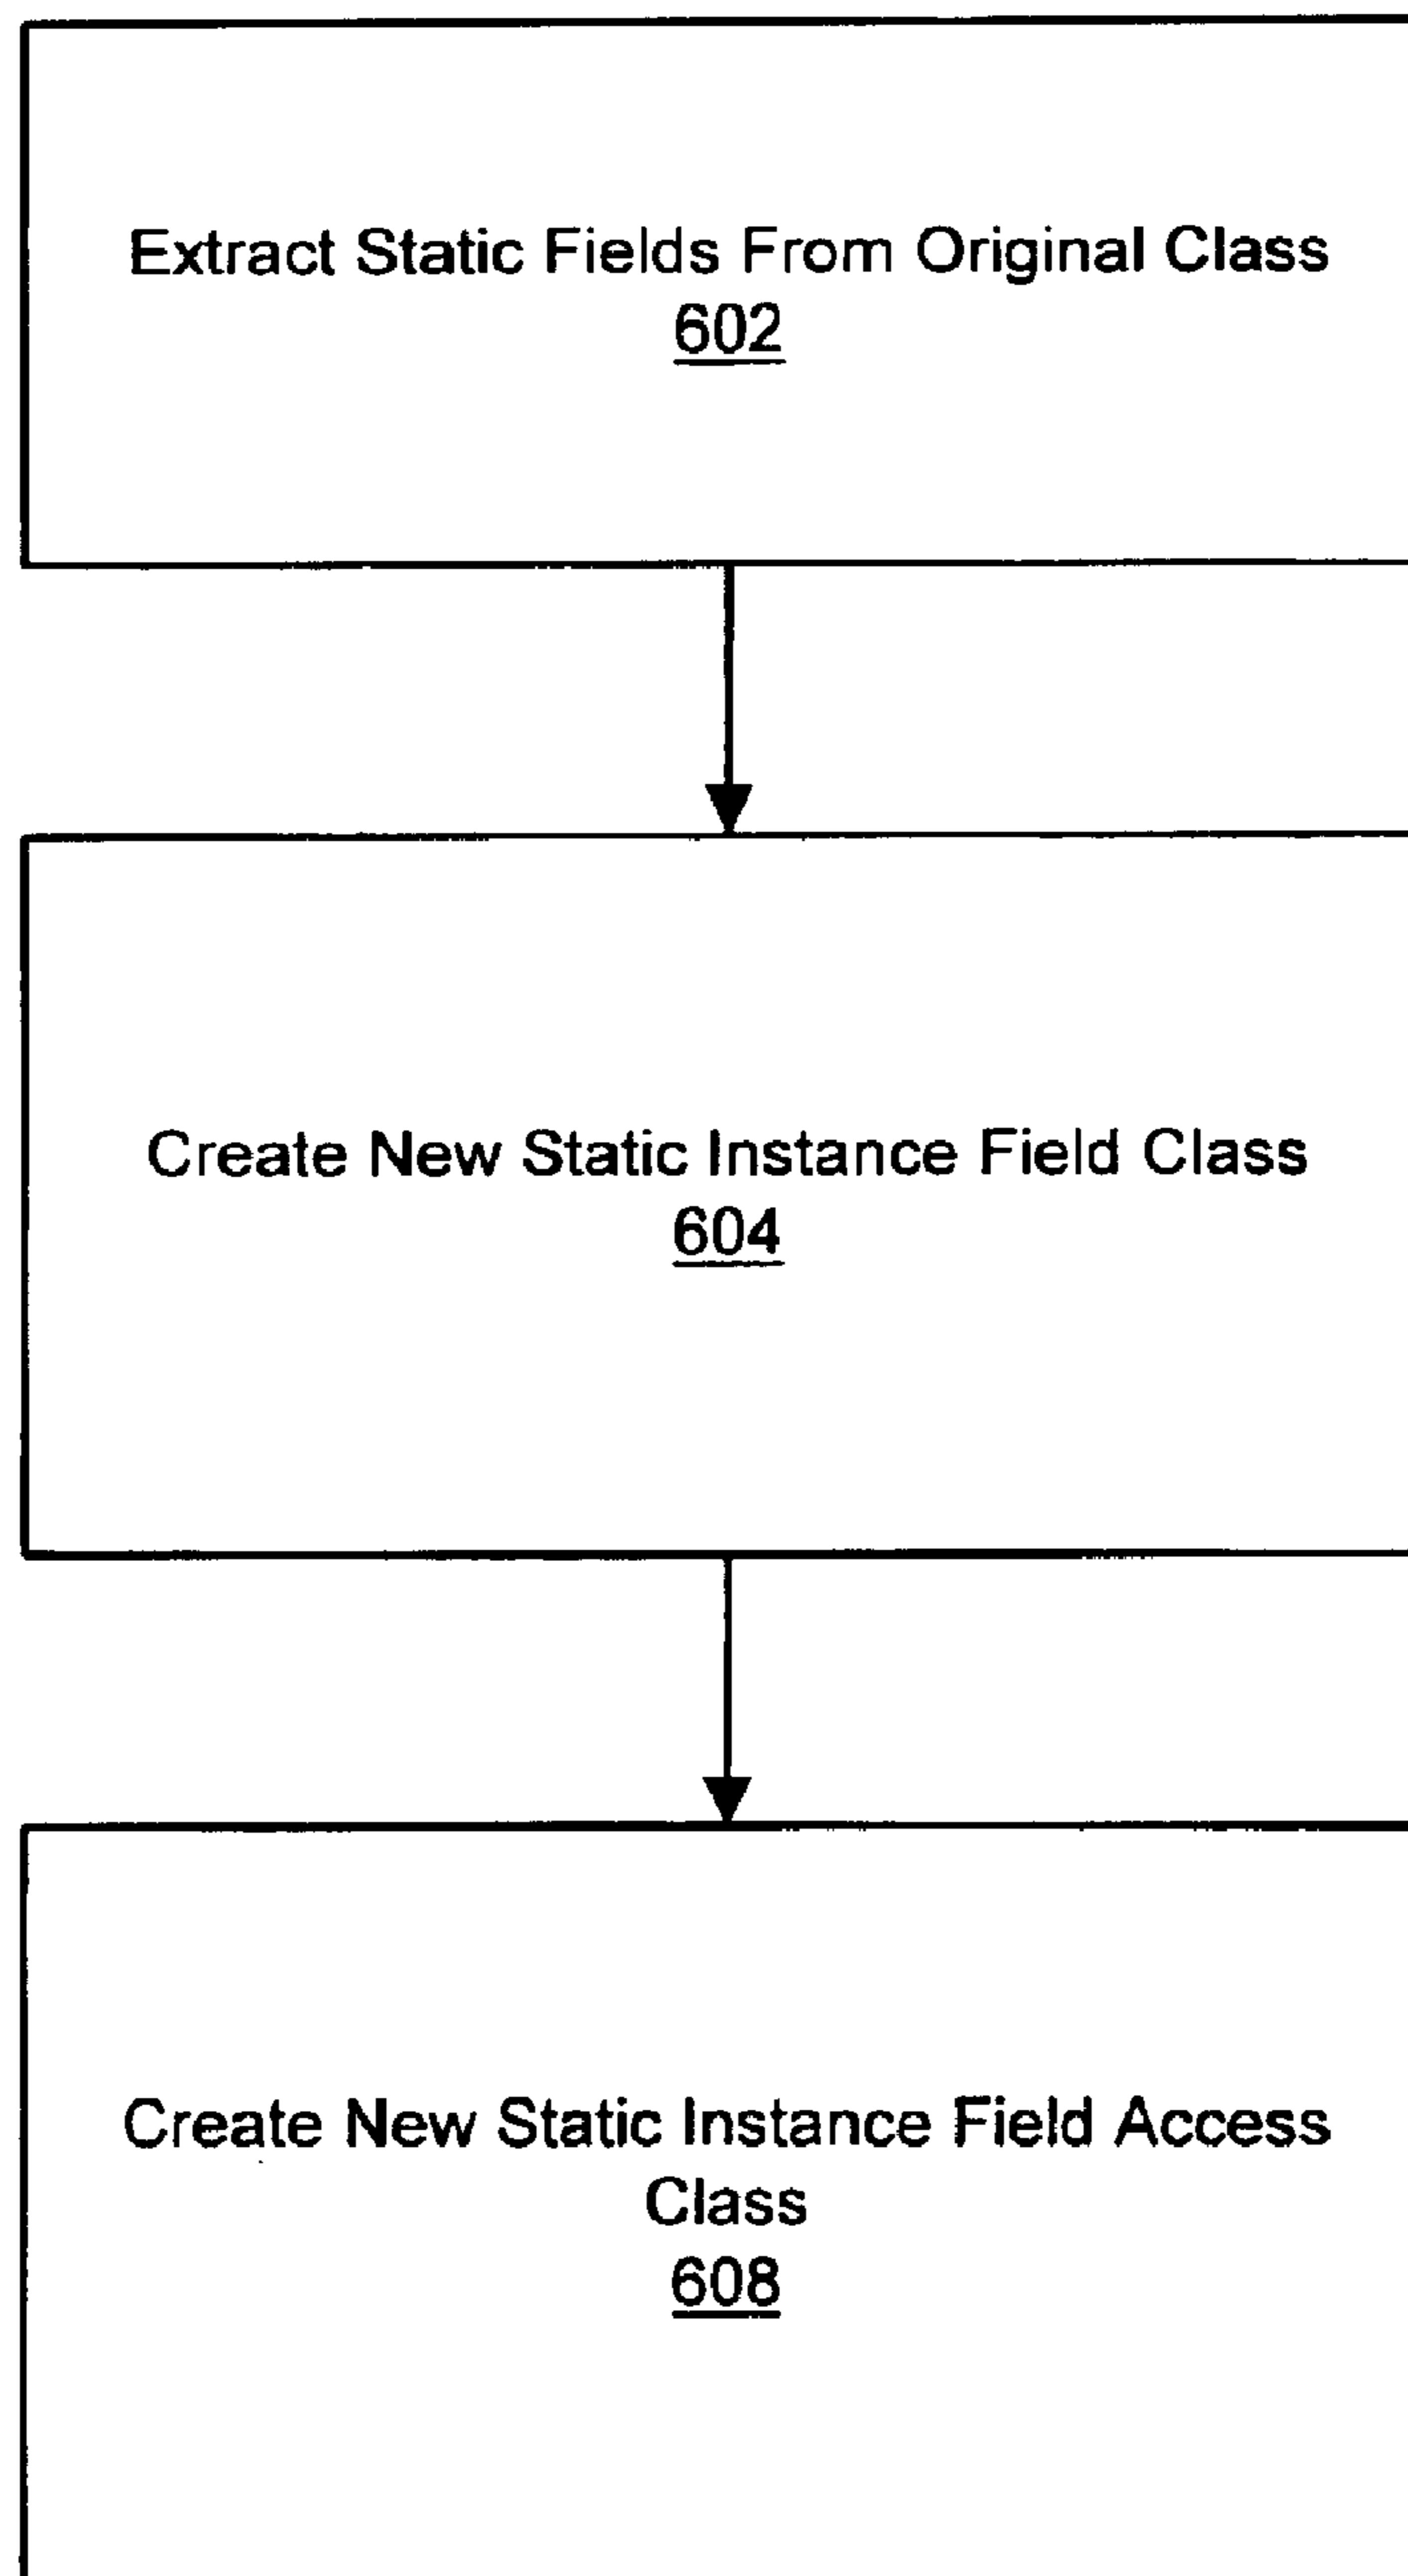 Extract Static Fields From Original Class
602
Create New Static Instance Field Class
604
Create New Static Instance Field Access
Class
608